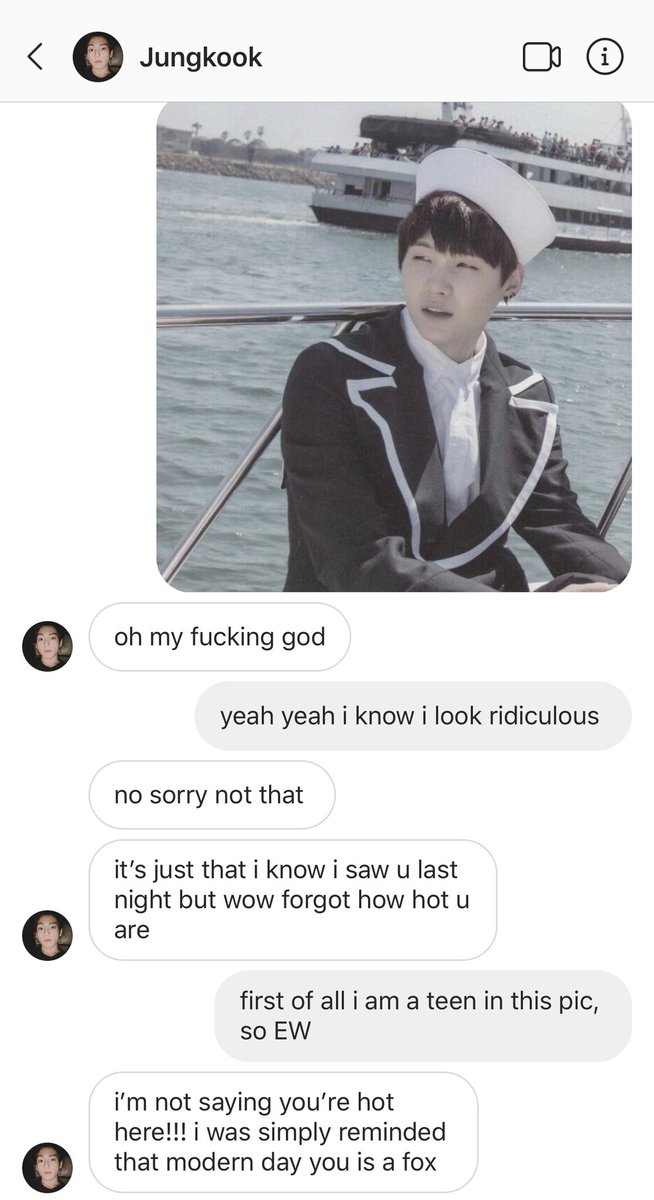 Jungkook
oh my fucking god
yeah yeah i know i look ridiculous
no sorry not that
it’s just that i know i saw u last
night but wow forgot how hot u
are
first of all i am a teen in this pic,
so EW
i’m not saying you’re hot
here!!! i was simply reminded
that modern day you is a fox